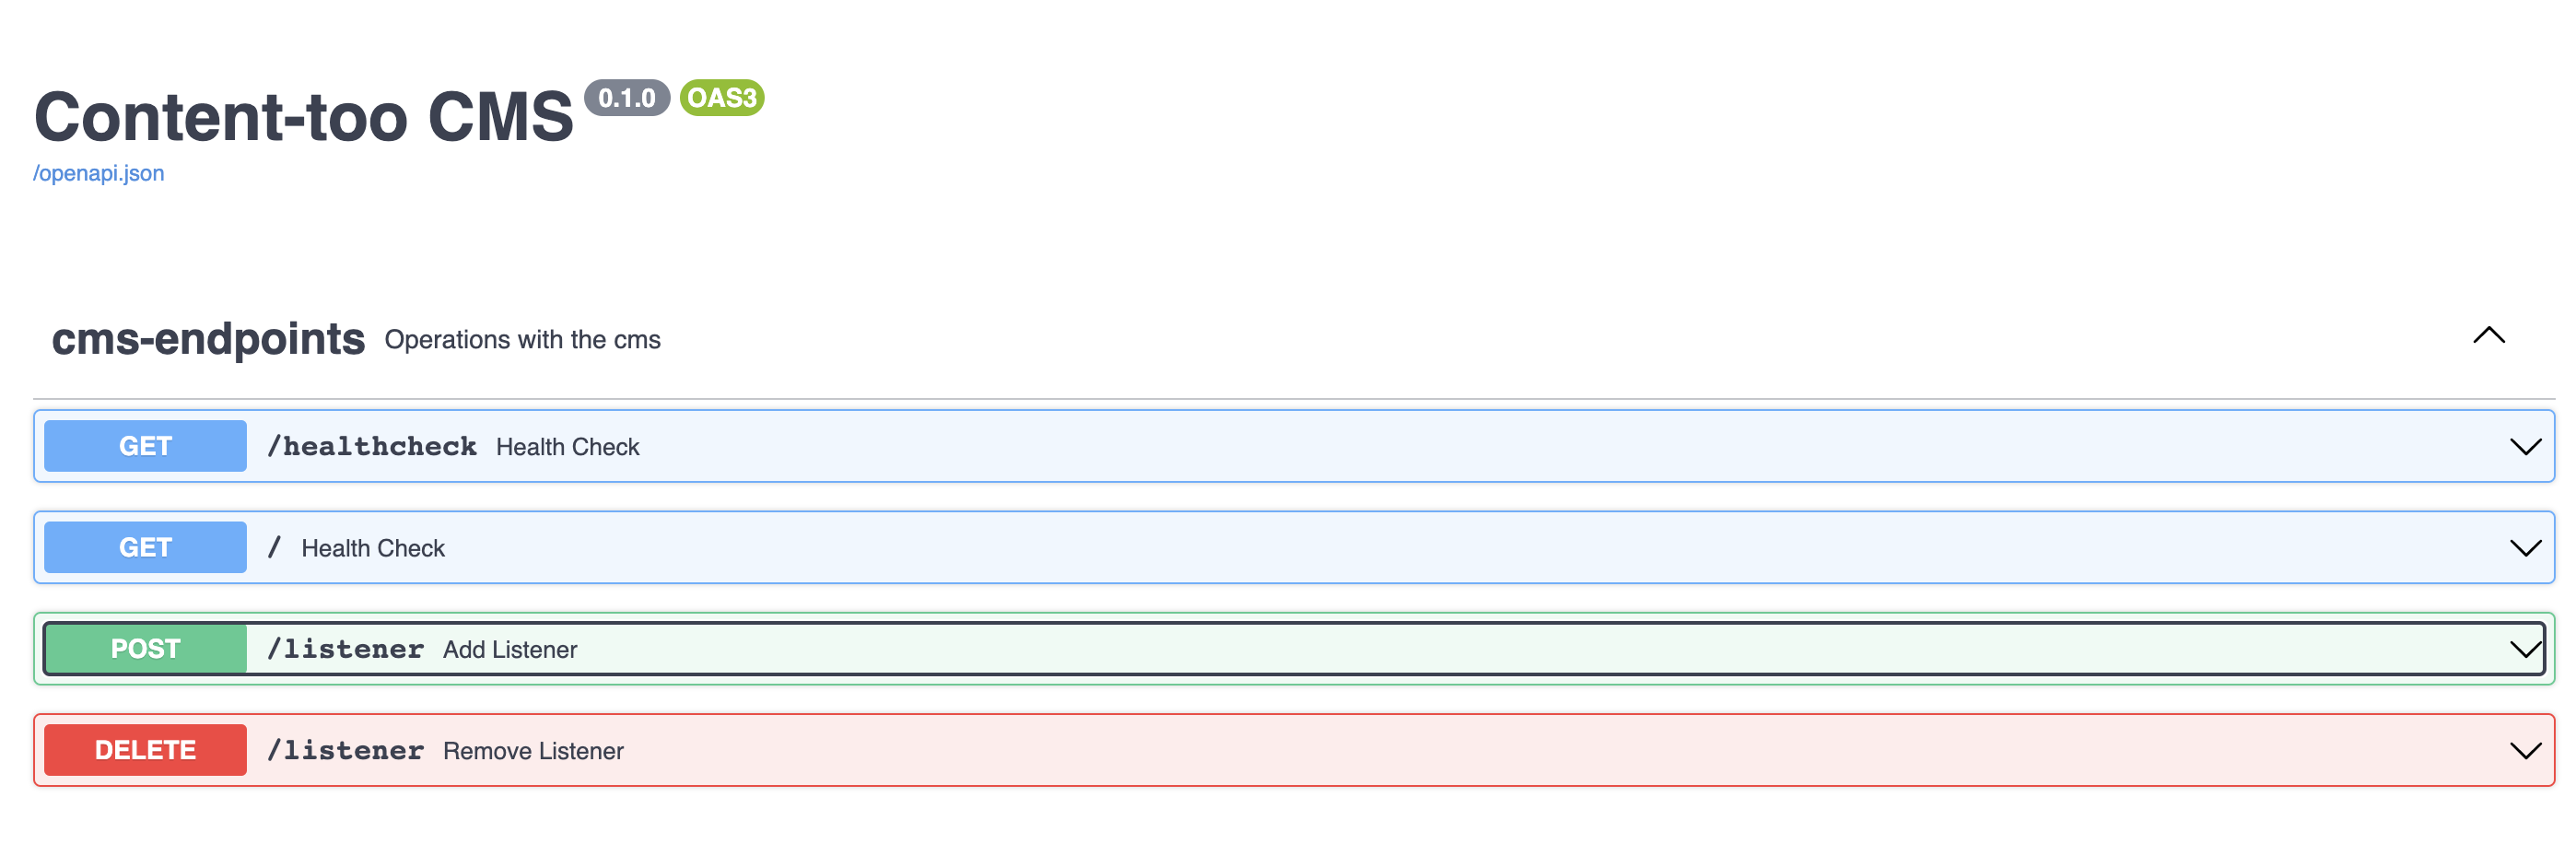 Content-too CMS 0.1.0 OAS3
/openapi.json
cms-endpoints Operations with the cms
GET /healthcheck Health Check
GET / Health Check
POST /listener Add Listener
DELETE /listener Remove Listener